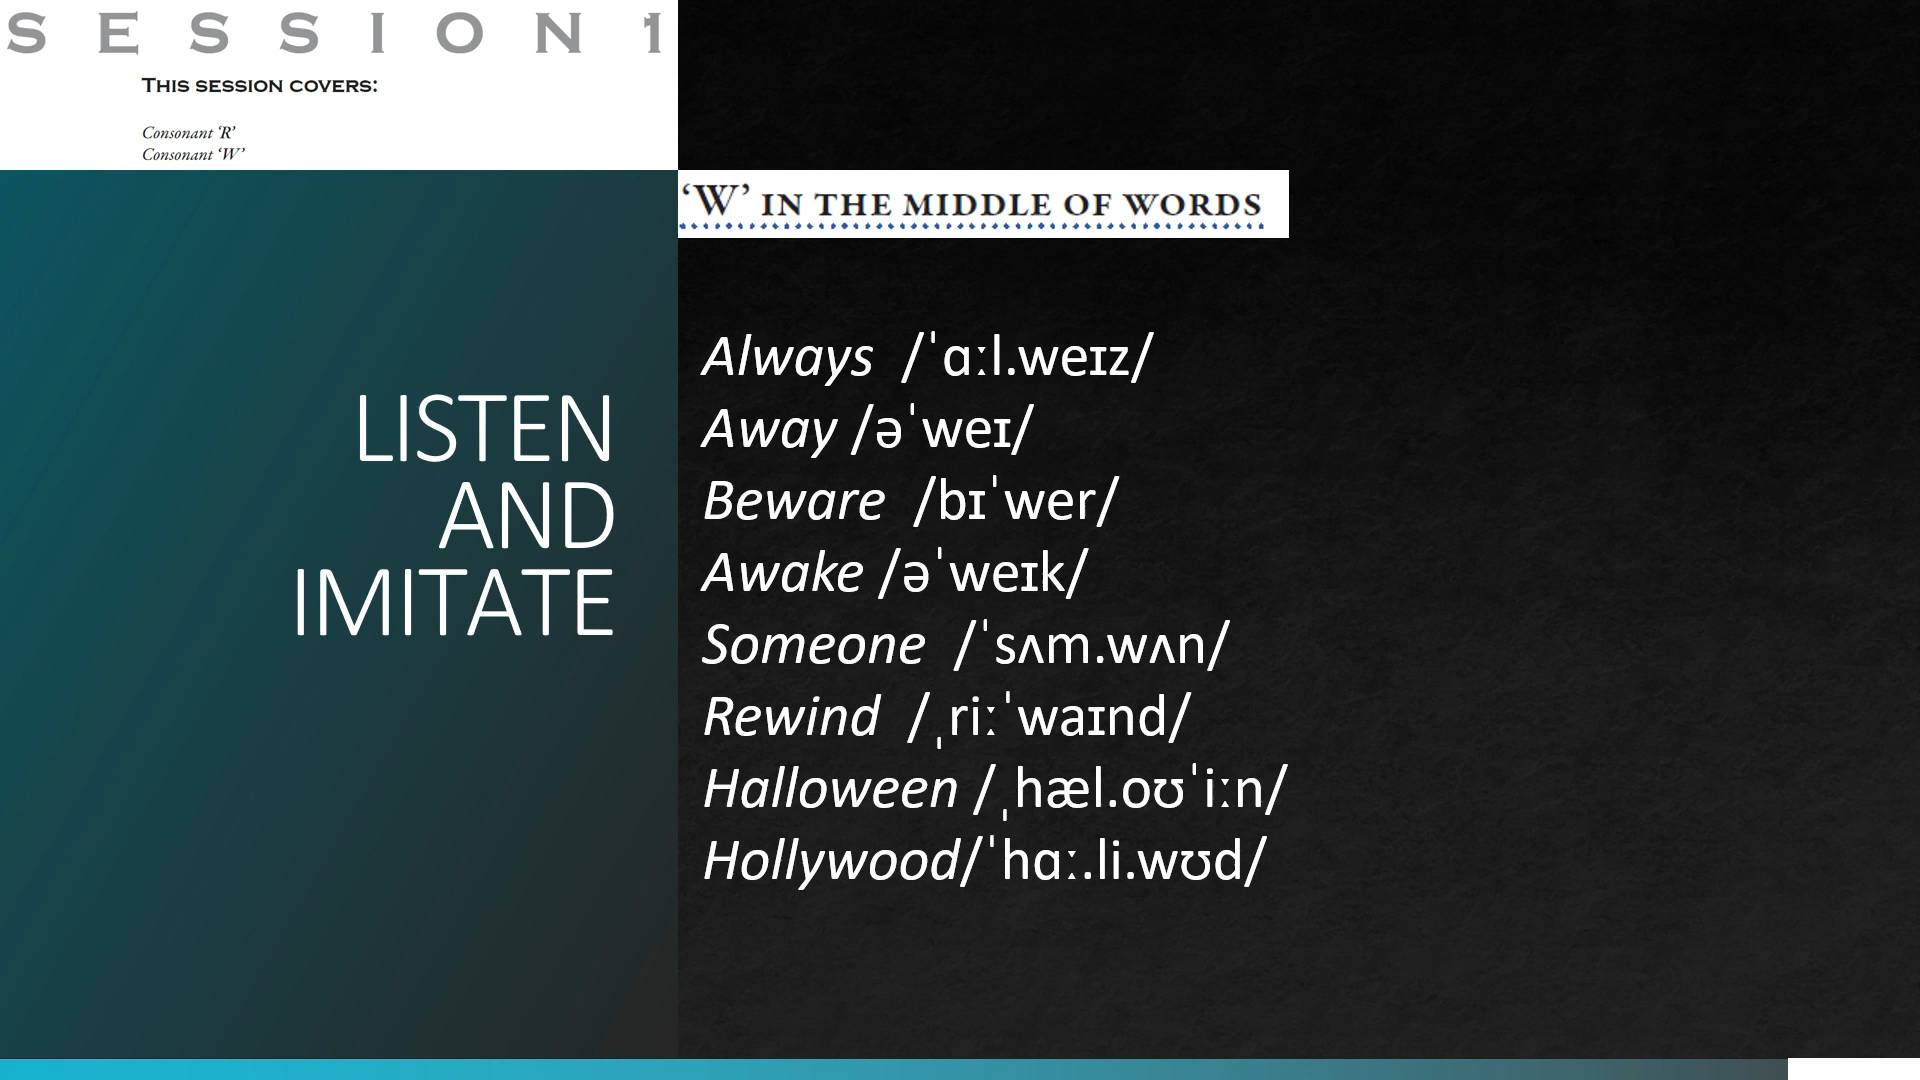 SESSION 1
THIS SESSION COVERS:
Consonant ‘R’
Consonant ‘W’
‘W’ IN THE MIDDLE OF WORDS
LISTEN
AND
IMITATE
Always /ˈɑːl.weɪz/
Away /əˈweɪ/
Beware /bɪˈwer/
Awake /əˈweɪk/
Someone /ˈsʌm.wʌn/
Rewind /ˌriːˈwaɪnd/
Halloween /ˌhæl.oʊˈiːn/
Hollywood/ˈhɑː.li.wʊd/